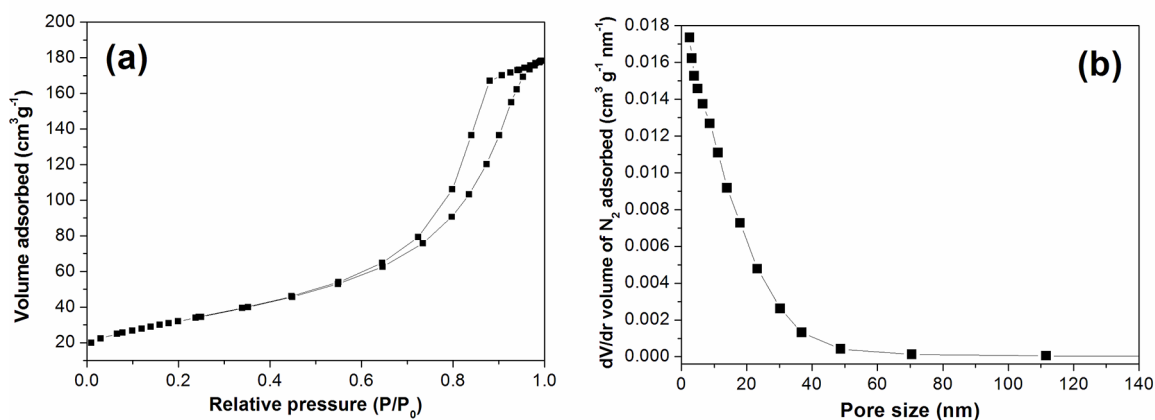 (a)
Volume adsorbed (cm³g⁻¹)
200
180
160
140
120
100
80
60
40
20
0.0 0.2 0.4 0.6 0.8 1.0
Relative pressure (P/P₀)
(b)
dV/dr volume of N₂ adsorbed (cm³ g⁻¹ nm⁻¹)
0.018
0.016
0.014
0.012
0.010
0.008
0.006
0.004
0.002
0.000
0 20 40 60 80 100 120 140
Pore size (nm)